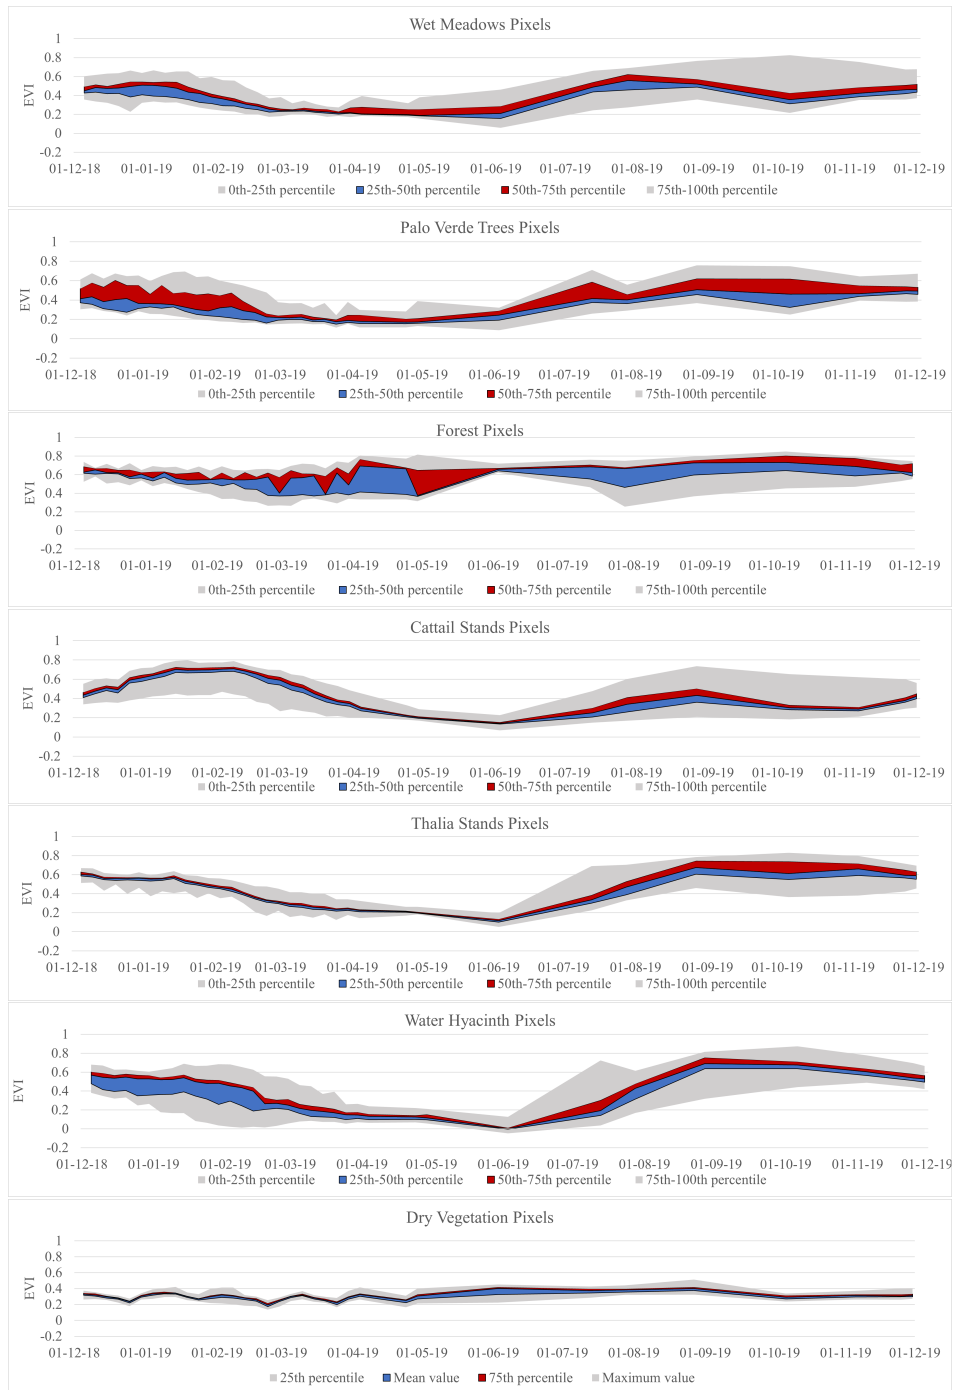 Wet Meadows Pixels
1
0.8
0.6
0.4
0.2
0
-0.2
EVI
01-12-18 01-01-19 01-02-19 01-03-19 01-04-19 01-05-19 01-06-19 01-07-19 01-08-19 01-09-19 01-10-19 01-11-19 01-12-19
0th-25th percentile 25th-50th percentile 50th-75th percentile 75th-100th percentile
Palo Verde Trees Pixels
1
0.8
0.6
0.4
0.2
0
-0.2
EVI
01-12-18 01-01-19 01-02-19 01-03-19 01-04-19 01-05-19 01-06-19 01-07-19 01-08-19 01-09-19 01-10-19 01-11-19 01-12-19
0th-25th percentile 25th-50th percentile 50th-75th percentile 75th-100th percentile
Forest Pixels
1
0.8
0.6
0.4
0.2
0
-0.2
EVI
01-12-18 01-01-19 01-02-19 01-03-19 01-04-19 01-05-19 01-06-19 01-07-19 01-08-19 01-09-19 01-10-19 01-11-19 01-12-19
0th-25th percentile 25th-50th percentile 50th-75th percentile 75th-100th percentile
Cattail Stands Pixels
1
0.8
0.6
0.4
0.2
0
-0.2
EVI
01-12-18 01-01-19 01-02-19 01-03-19 01-04-19 01-05-19 01-06-19 01-07-19 01-08-19 01-09-19 01-10-19 01-11-19 01-12-19
0th-25th percentile 25th-50th percentile 50th-75th percentile 75th-100th percentile
Thalia Stands Pixels
1
0.8
0.6
0.4
0.2
0
-0.2
EVI
01-12-18 01-01-19 01-02-19 01-03-19 01-04-19 01-05-19 01-06-19 01-07-19 01-08-19 01-09-19 01-10-19 01-11-19 01-12-19
0th-25th percentile 25th-50th percentile 50th-75th percentile 75th-100th percentile
Water Hyacinth Pixels
1
0.8
0.6
0.4
0.2
0
-0.2
EVI
01-12-18 01-01-19 01-02-19 01-03-19 01-04-19 01-05-19 01-06-19 01-07-19 01-08-19 01-09-19 01-10-19 01-11-19 01-12-19
0th-25th percentile 25th-50th percentile 50th-75th percentile 75th-100th percentile
Dry Vegetation Pixels
1
0.8
0.6
0.4
0.2
0
-0.2
EVI
01-12-18 01-01-19 01-02-19 01-03-19 01-04-19 01-05-19 01-06-19 01-07-19 01-08-19 01-09-19 01-10-19 01-11-19 01-12-19
25th percentile Mean value 75th percentile Maximum value